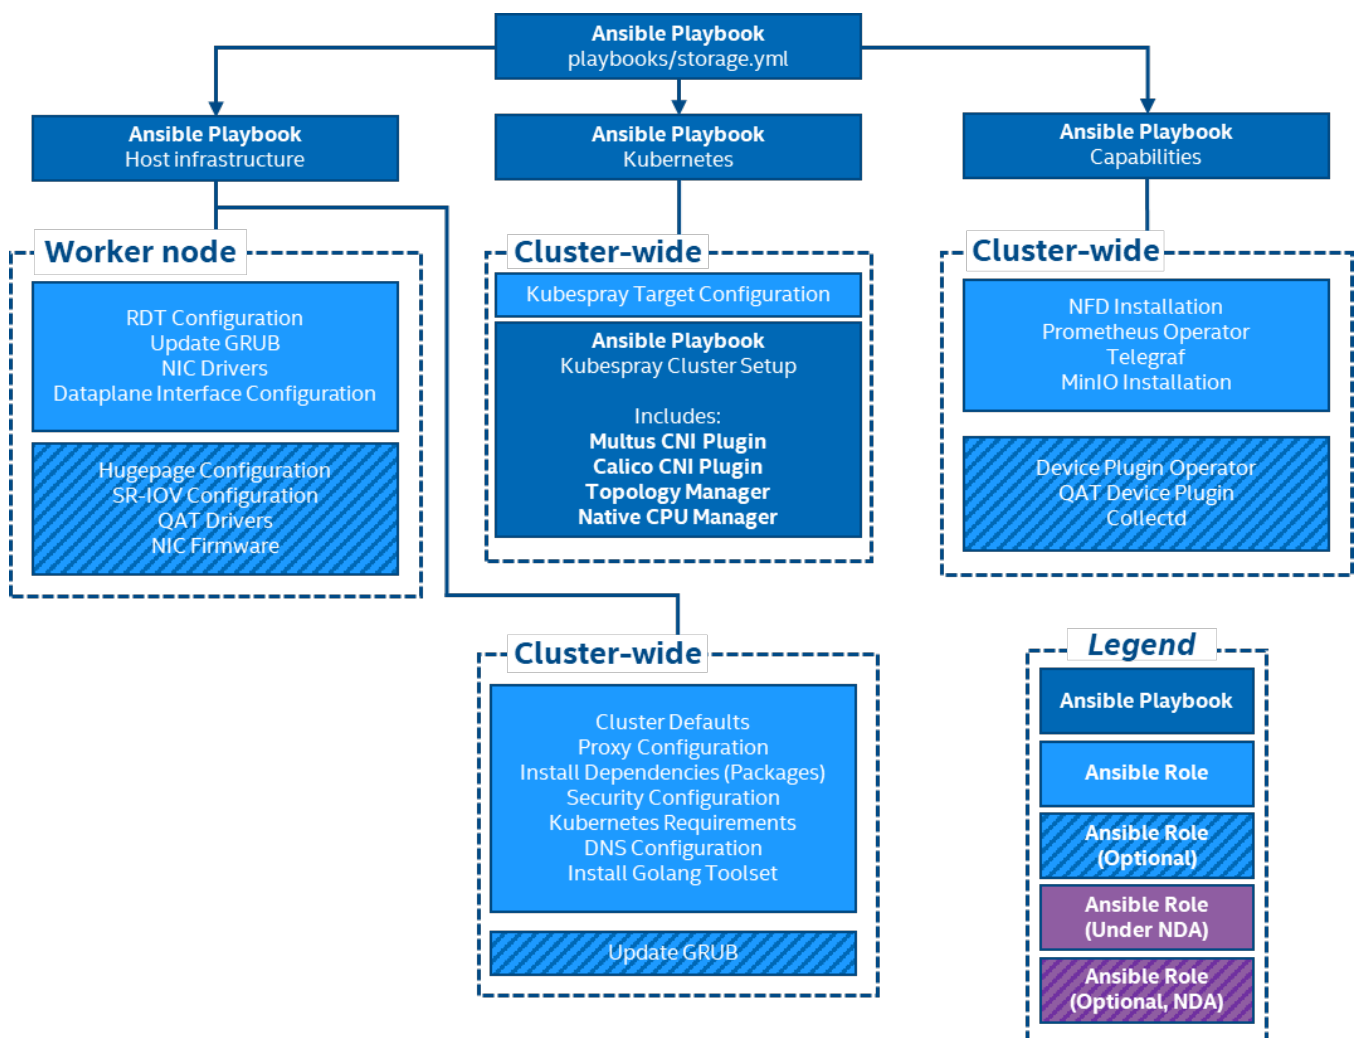 Ansible Playbook
playbooks/storage.yml
Ansible Playbook
Host infrastructure
Ansible Playbook
Kubernetes
Ansible Playbook
Capabilities
Worker node
RDT Configuration
Update GRUB
NIC Drivers
Dataplane Interface Configuration
Hugepage Configuration
SR-IOV Configuration
QAT Drivers
NIC Firmware
Cluster-wide
Kubespray Target Configuration
Ansible Playbook
Kubespray Cluster Setup
Includes:
Multus CNI Plugin
Calico CNI Plugin
Topology Manager
Native CPU Manager
Cluster-wide
NFD Installation
Prometheus Operator
Telegraf
MinIO Installation
Device Plugin Operator
QAT Device Plugin
Collectd
Cluster-wide
Cluster Defaults
Proxy Configuration
Install Dependencies (Packages)
Security Configuration
Kubernetes Requirements
DNS Configuration
Install Golang Toolset
Update GRUB
Legend
Ansible Playbook
Ansible Role
Ansible Role
(Optional)
Ansible Role
(Under NDA)
Ansible Role
(Optional, NDA)